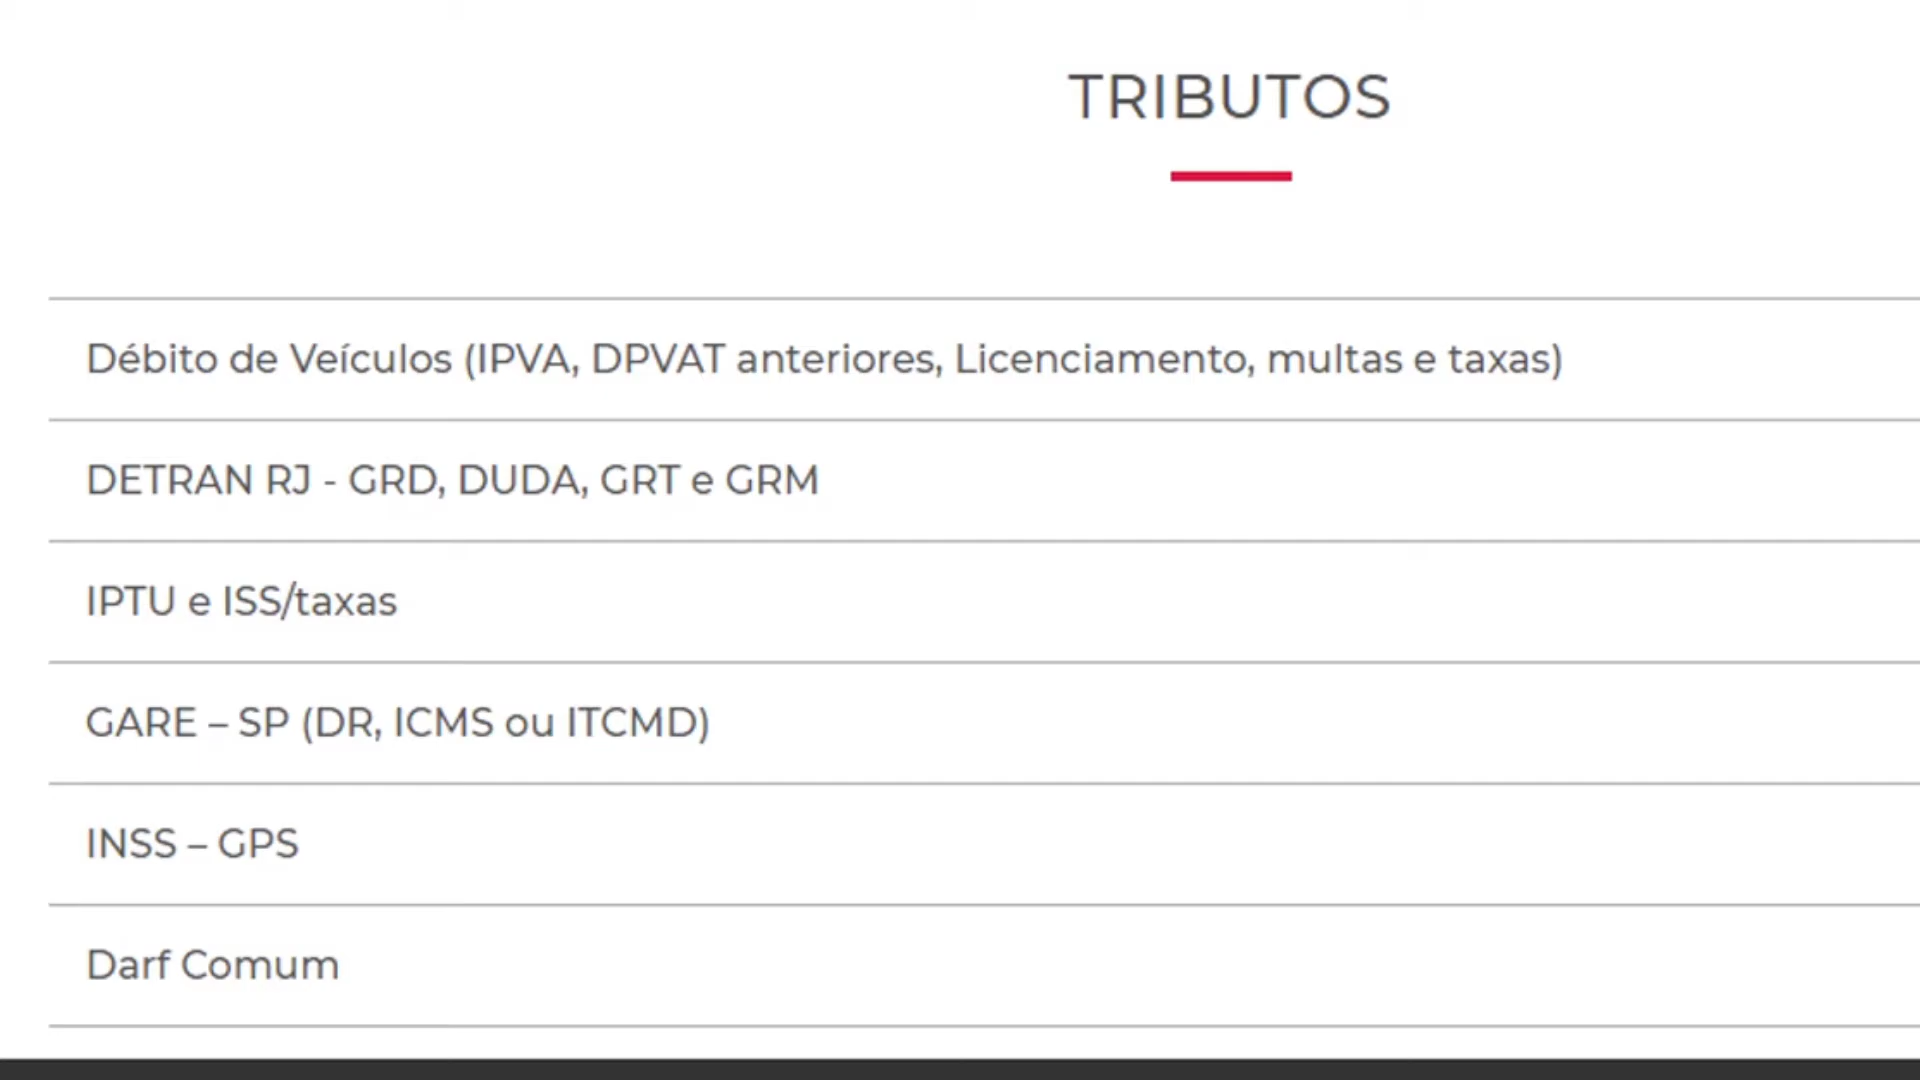 TRIBUTOS
Débito de Veículos (IPVA, DPVAT anteriores, Licenciamento, multas e taxas)
DETRAN RJ - GRD, DUDA, GRT e GRM
IPTU e ISS/taxas
GARE – SP (DR, ICMS ou ITCMD)
INSS – GPS
Darf Comum